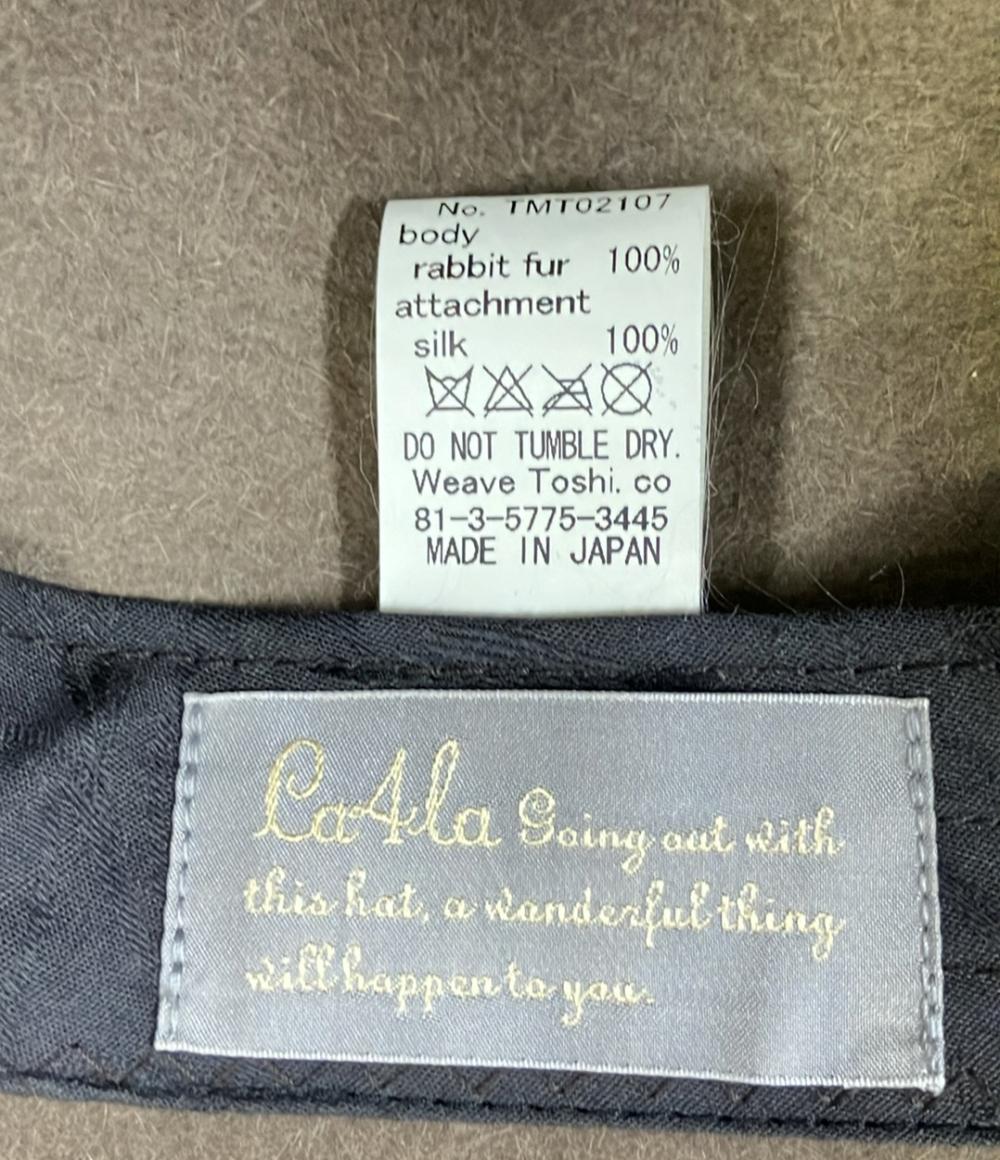 No. TMT02107
body
rabbit fur 100%
attachment
silk 100%
DO NOT TUMBLE DRY.
Weave Toshi. co
81-3-5775-3445
MADE IN JAPAN
Ca4la Going out with
this hat, a wonderful thing
will happen to you.